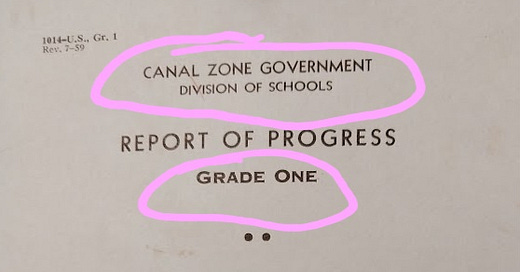 1014-U.S., Gr. 1
Rev. 7-59
CANAL ZONE GOVERNMENT
DIVISION OF SCHOOLS
REPORT OF PROGRESS
GRADE ONE